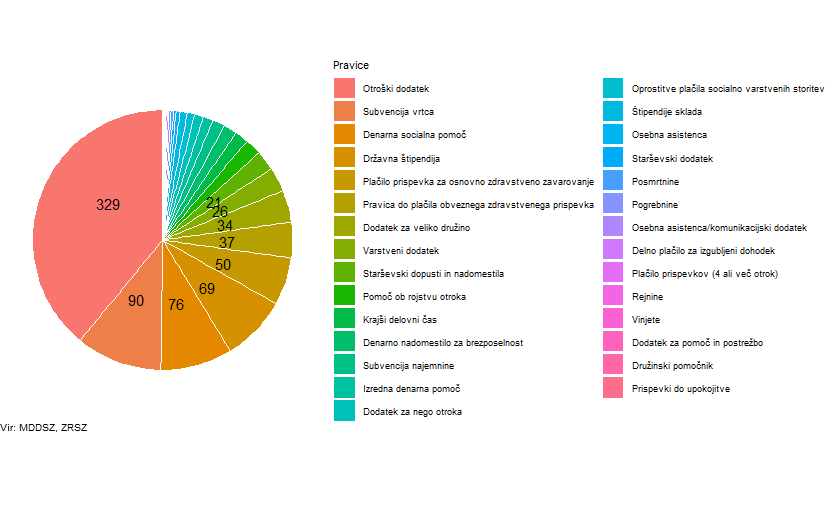 Pravice
Otroški dodatek
Subvencija vrtca
Denarna socialna pomoč
Državna štipendija
Plačilo prispevka za osnovno zdravstveno zavarovanje
Pravica do plačila obveznega zdravstvenega prispevka
Dodatek za veliko družino
Varstveni dodatek
Starševski dopusti in nadomestila
Pomoč ob rojstvu otroka
Krajši delovni čas
Denarno nadomestilo za brezposelnost
Subvencija najemnine
Izredna denarna pomoč
Dodatek za nego otroka
Oprostitve plačila socialno varstvenih storitev
Štipendije sklada
Osebna asistenca
Starševski dodatek
Posmrtnine
Pogrebnine
Osebna asistenca/komunikacijski dodatek
Delno plačilo za izgubljeni dohodek
Plačilo prispevkov (4 ali več otrok)
Rejnine
Vinjete
Dodatek za pomoč in postrežbo
Družinski pomočnik
Prispevki do upokojitve
329
90
76
69
50
37
34
26
21
Vir: MDDSZ, ZRSZ